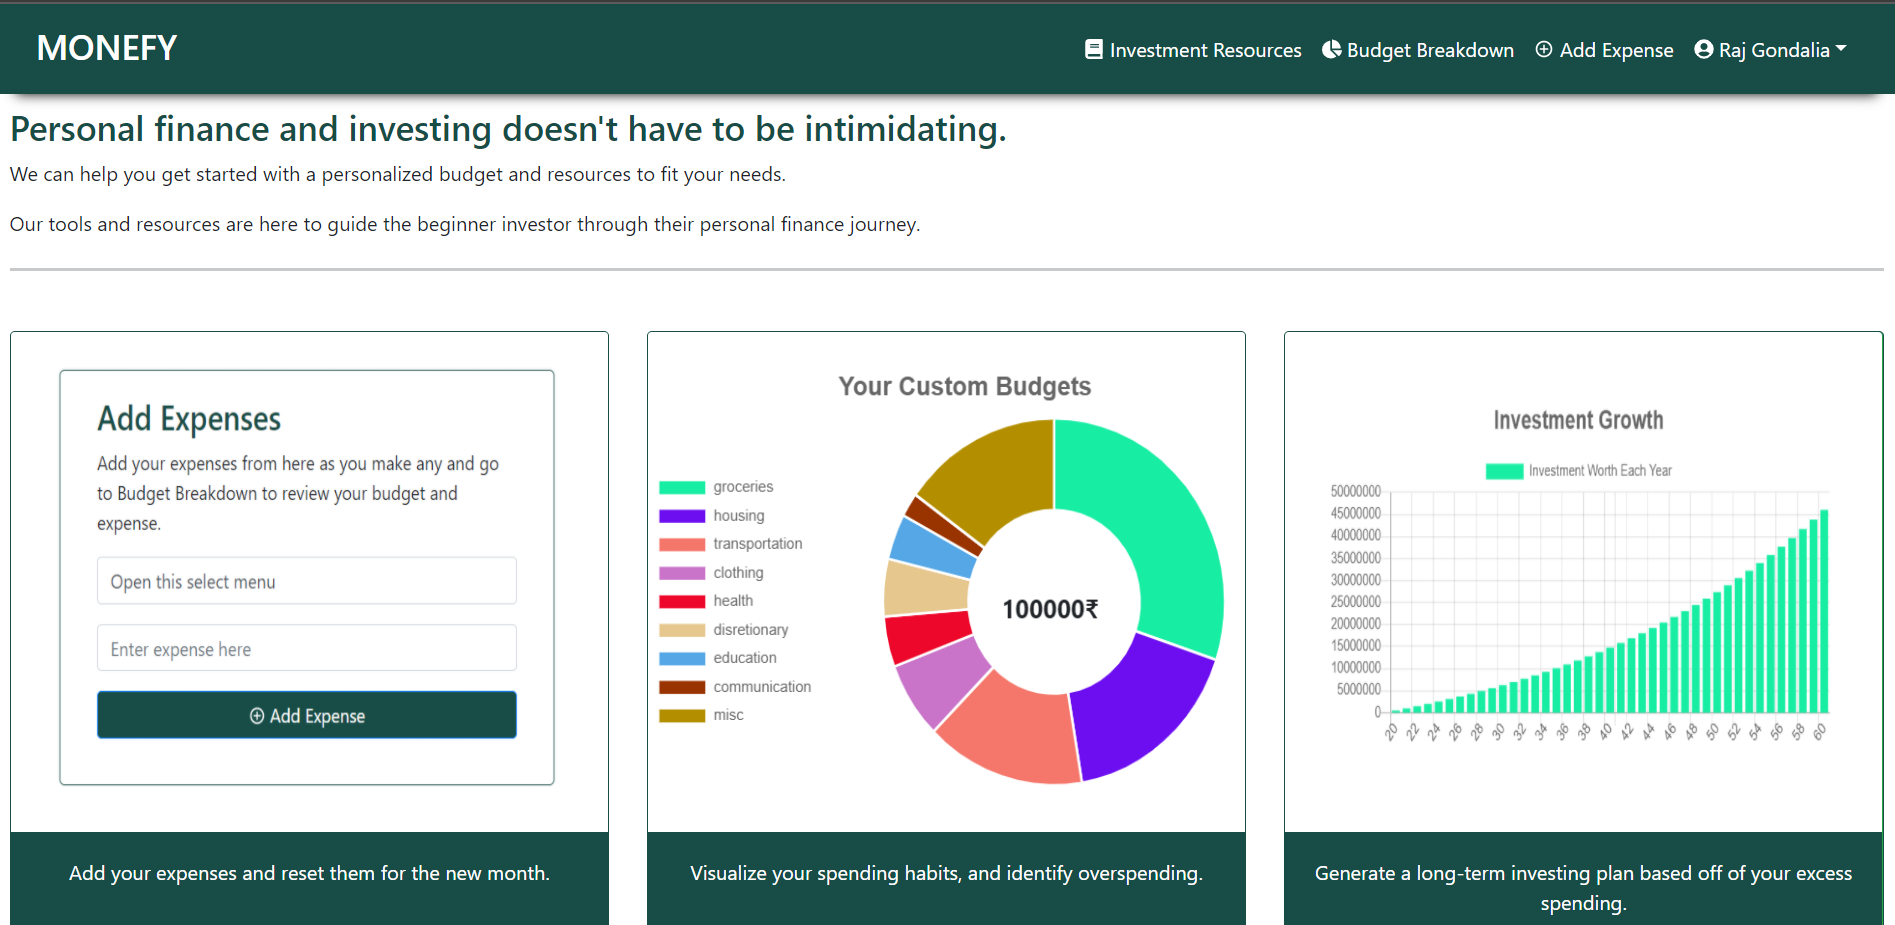 MONEFY
Investment Resources
Budget Breakdown
Add Expense
Raj Gondalia
Personal finance and investing doesn't have to be intimidating.
We can help you get started with a personalized budget and resources to fit your needs.
Our tools and resources are here to guide the beginner investor through their personal finance journey.
Add Expenses
Add your expenses from here as you make any and go
to Budget Breakdown to review your budget and
expense.
Open this select menu
Enter expense here
Add Expense
Add your expenses and reset them for the new month.
Your Custom Budgets
groceries
housing
transportation
clothing
health
disretionary
education
communication
misc
100000₹
Visualize your spending habits, and identify overspending.
Investment Growth
Investment Worth Each Year
50000000
45000000
40000000
35000000
30000000
25000000
20000000
15000000
10000000
5000000
0
20 22 24 26 28 30 32 34 36 38 40 42 44 46 48 50 52 54 56 58 60
Generate a long-term investing plan based off of your excess
spending.